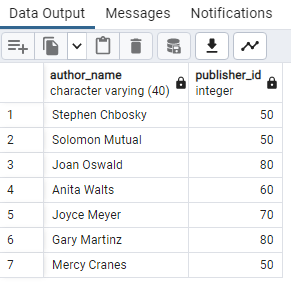 Data Output Messages Notifications
author_name publisher_id
character varying (40) integer
1 Stephen Chbosky 50
2 Solomon Mutual 50
3 Joan Oswald 80
4 Anita Walts 60
5 Joyce Meyer 70
6 Gary Martinz 80
7 Mercy Cranes 50